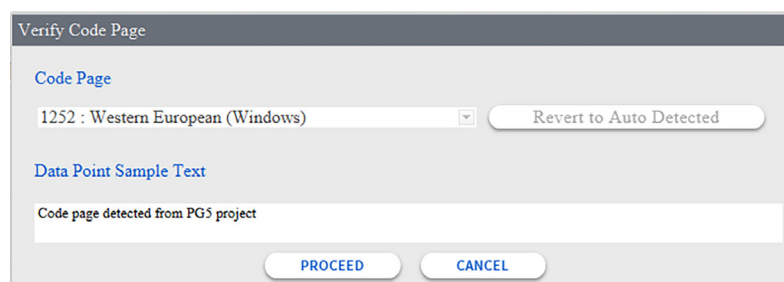 Verify Code Page
Code Page
1252 : Western European (Windows)
Revert to Auto Detected
Data Point Sample Text
Code page detected from PG5 project
PROCEED
CANCEL